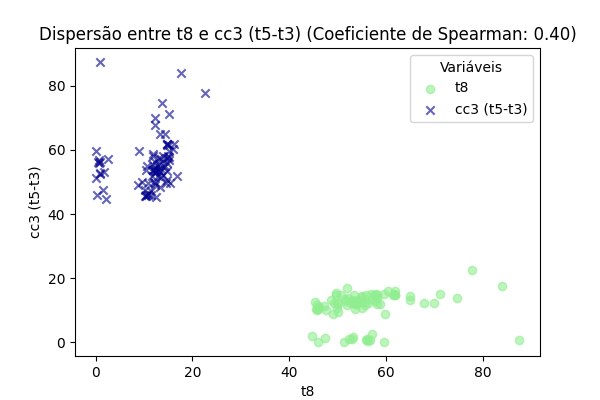 Dispersão entre t8 e cc3 (t5-t3) (Coeficiente de Spearman: 0.40)
Variáveis
t8
cc3 (t5-t3)
cc3 (t5-t3)
80
60
40
20
0
0 20 40 60 80
t8